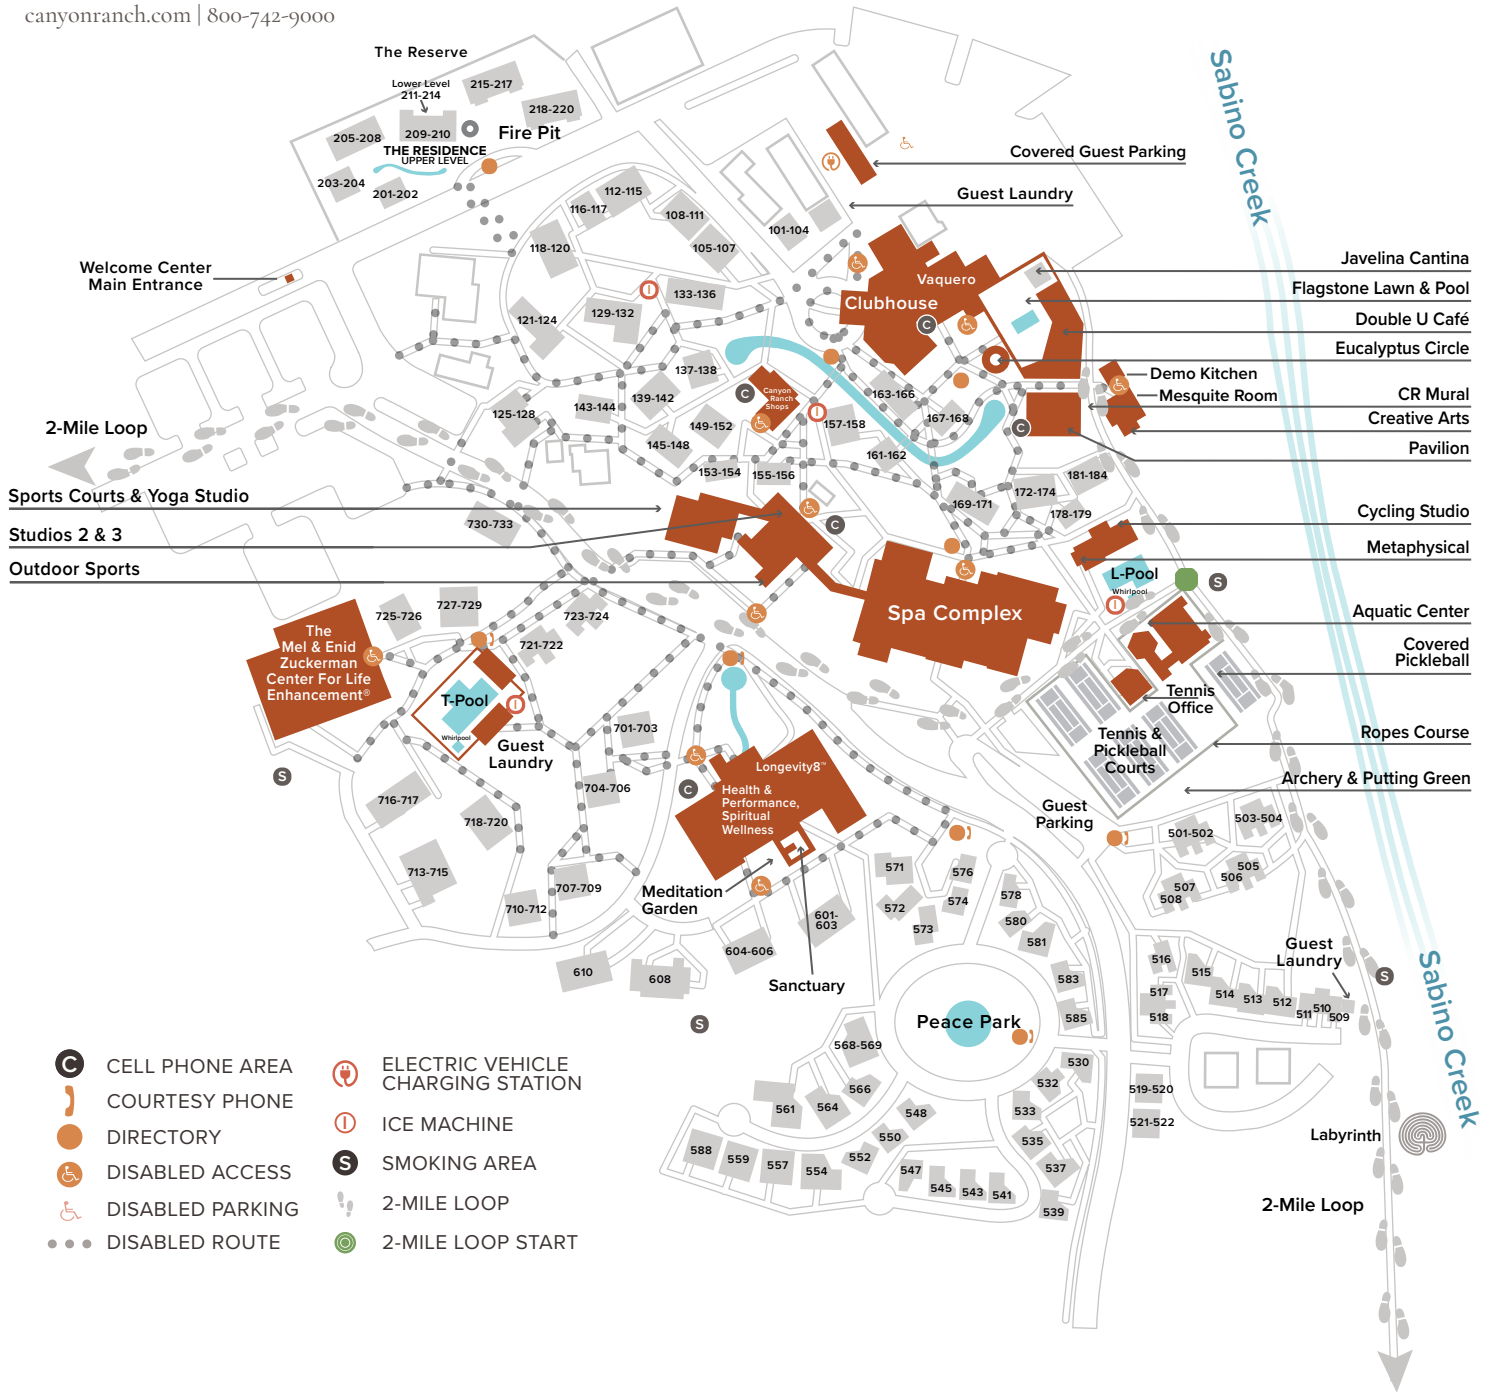 canyonranch.com | 800-742-9000
The Reserve
Lower Level
211-214
215-217
218-220
205-208
209-210
Fire Pit
THE RESIDENCE
UPPER LEVEL
203-204
201-202
Sabino Creek
Covered Guest Parking
Guest Laundry
112-115
116-117
108-111
101-104
105-107
118-120
Welcome Center
Main Entrance
Vaquero
Clubhouse
C
Javelina Cantina
Flagstone Lawn & Pool
Double U Café
Eucalyptus Circle
Demo Kitchen
Mesquite Room
CR Mural
Creative Arts
Pavilion
I
133-136
129-132
121-124
137-138
139-142
143-144
125-128
Canyon
Ranch
Shops
C
I
149-152
145-148
153-154
155-156
157-158
163-166
167-168
161-162
C
2-Mile Loop
181-184
172-174
169-171
178-179
Sports Courts & Yoga Studio
Studios 2 & 3
Outdoor Sports
730-733
C
Cycling Studio
Metaphysical
L-Pool
Whirlpool
I
S
Aquatic Center
Covered
Pickleball
Spa Complex
727-729
725-726
723-724
721-722
The
Mel & Enid
Zuckerman
Center For Life
Enhancement®
T-Pool
Whirlpool
I
Guest
Laundry
S
Tennis
Office
Tennis &
Pickleball
Courts
Ropes Course
Archery & Putting Green
701-703
704-706
C
Longevity8™
Health &
Performance,
Spiritual
Wellness
716-717
718-720
713-715
710-712
707-709
Meditation
Garden
Sanctuary
Guest
Parking
501-502
503-504
505
506
507
508
571
572
573
574
576
578
580
581
583
585
601-
603
604-606
608
610
S
516
517
518
515
514
513
512
511
510
509
Guest
Laundry
S
Sabino Creek
Peace Park
568-569
566
564
561
588
559
557
554
552
550
548
547
545
543
541
539
537
535
533
532
530
519-520
521-522
Labyrinth
2-Mile Loop
C CELL PHONE AREA
COURTESY PHONE
DIRECTORY
DISABLED ACCESS
DISABLED PARKING
DISABLED ROUTE
ELECTRIC VEHICLE
CHARGING STATION
I ICE MACHINE
S SMOKING AREA
2-MILE LOOP
2-MILE LOOP START